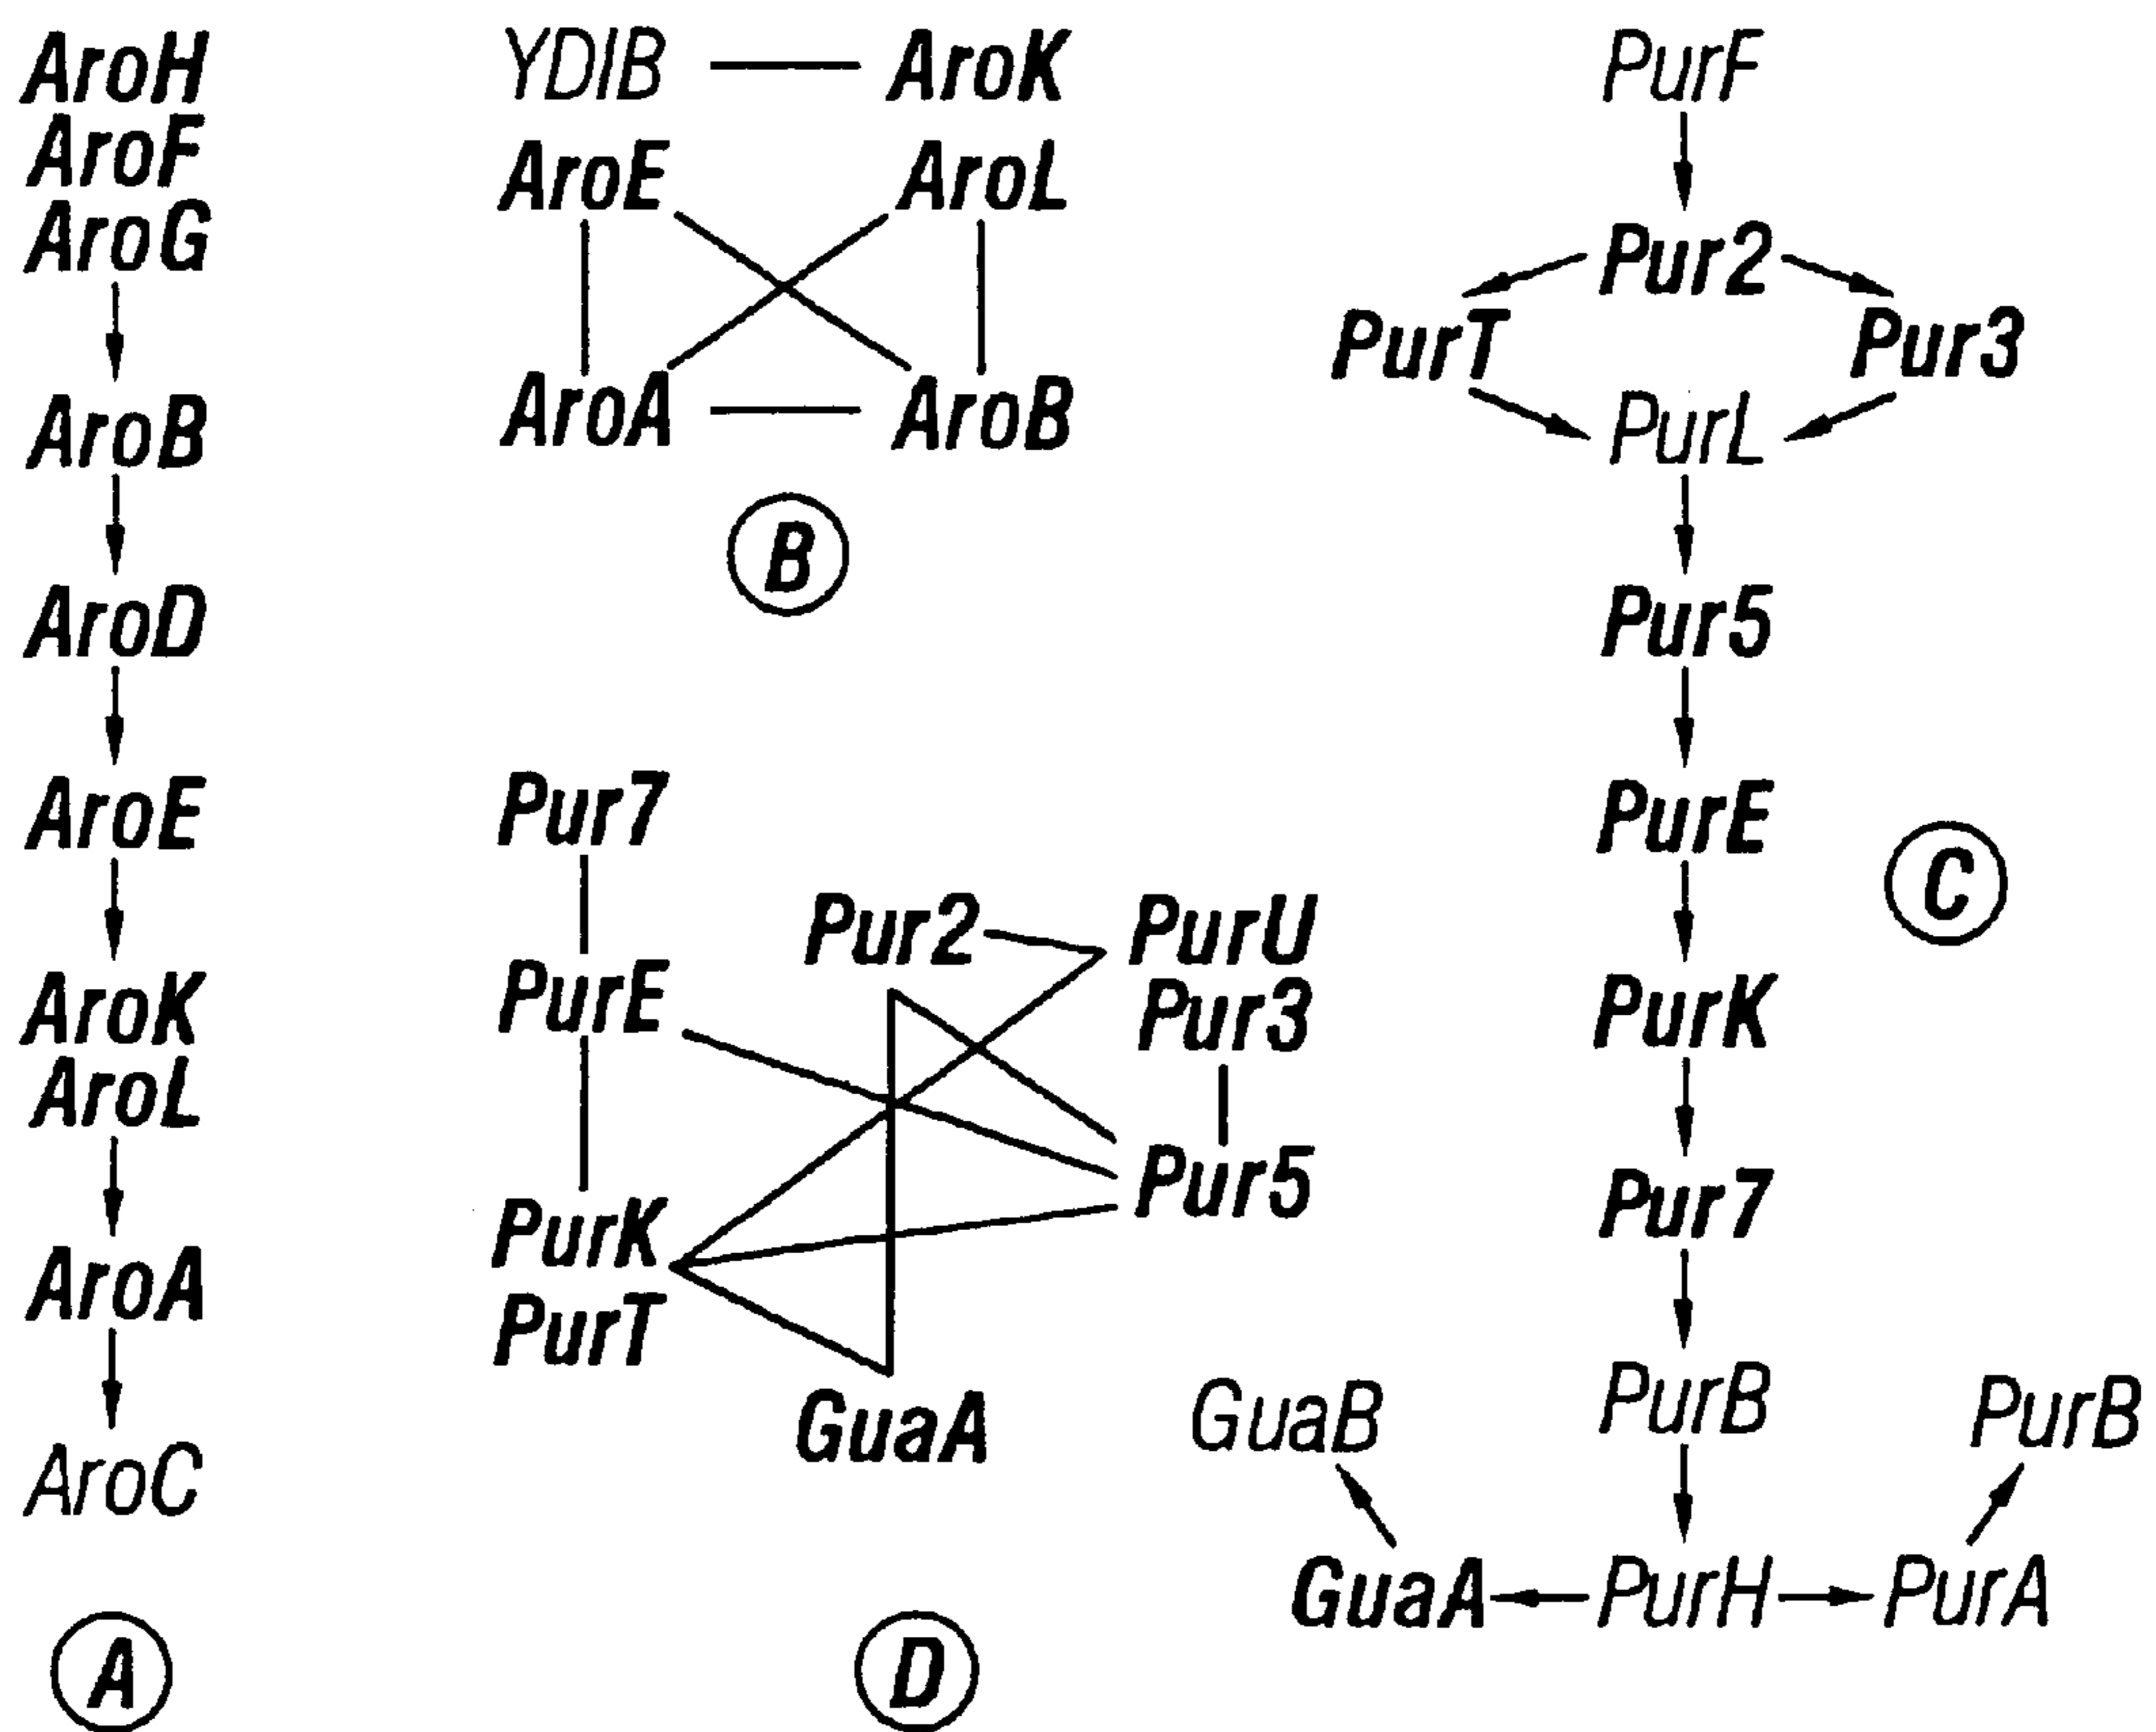 AroH
AroF
AroG
AroB
AroD
AroE
AroK
AroL
AroA
AroC
A
YDIB AroK
AroE AroL
AroA AroB
B
PurF
Pur2
PurT Pur3
PurL
Pur5
PurE
PurK
Pur7
PurB
GuaB PurB
GuaA PurH PurA
C
Pur7
Pur2 PurU
PurE Pur3
Pur5
PurK
PurT
GuaA
D